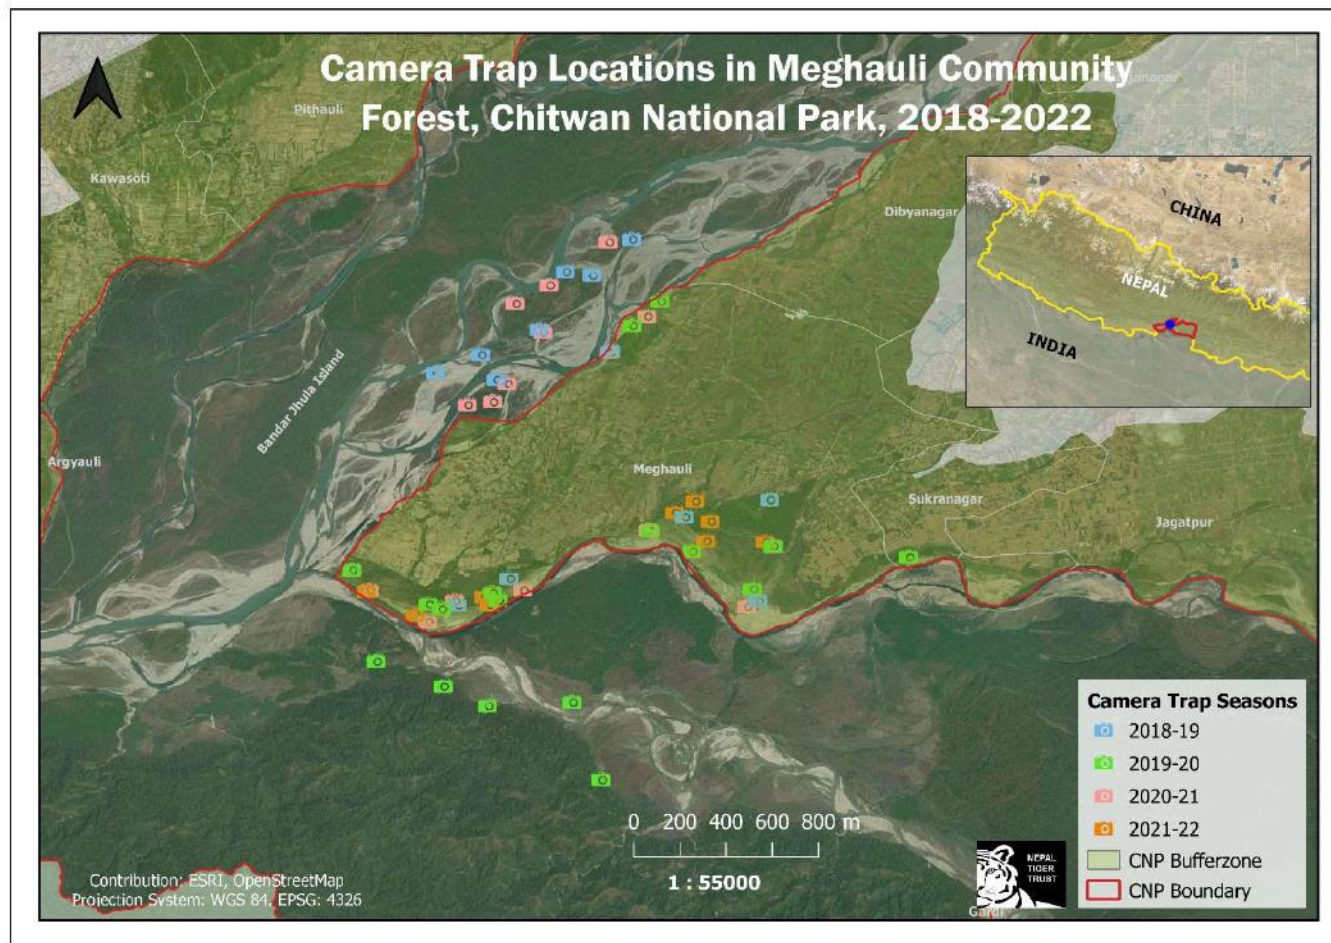 Camera Trap Locations in Meghauli Community
Forest, Chitwan National Park, 2018-2022
Pithauli
Kawasoti
Dibyanagar
CHINA
NEPAL
INDIA
Bandar Jhula Island
Argyauli
Meghauli
Sukranagar
Jagatpur
Camera Trap Seasons
2018-19
2019-20
2020-21
2021-22
CNP Bufferzone
CNP Boundary
0 200 400 600 800 m
1 : 55000
NEPAL
TIGER
TRUST
Contribution: ESRI, OpenStreetMap
Projection System: WGS 84. EPSG: 4326